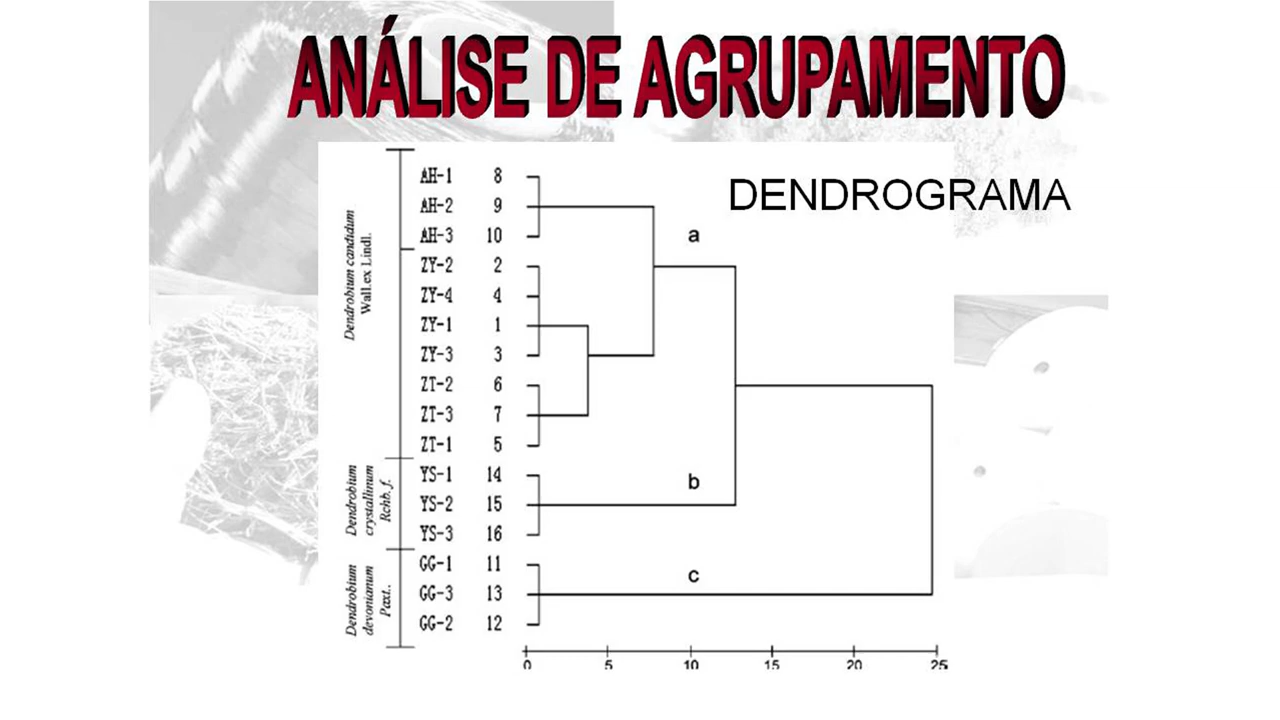 ANÁLISE DE AGRUPAMENTO
DENDROGRAMA
Dendrobium candidum
Wall.ex Lindl.
Dendrobium
crystallinum
Rchb. f.
Dendrobium
devonianum
Paxt..
AH-1 8
AH-2 9
AH-3 10
ZY-2 2
ZY-4 4
ZY-1 1
ZY-3 3
ZT-2 6
ZT-3 7
ZT-1 5
YS-1 14
YS-2 15
YS-3 16
GG-1 11
GG-3 13
GG-2 12
a
b
c
0 5 10 15 20 25